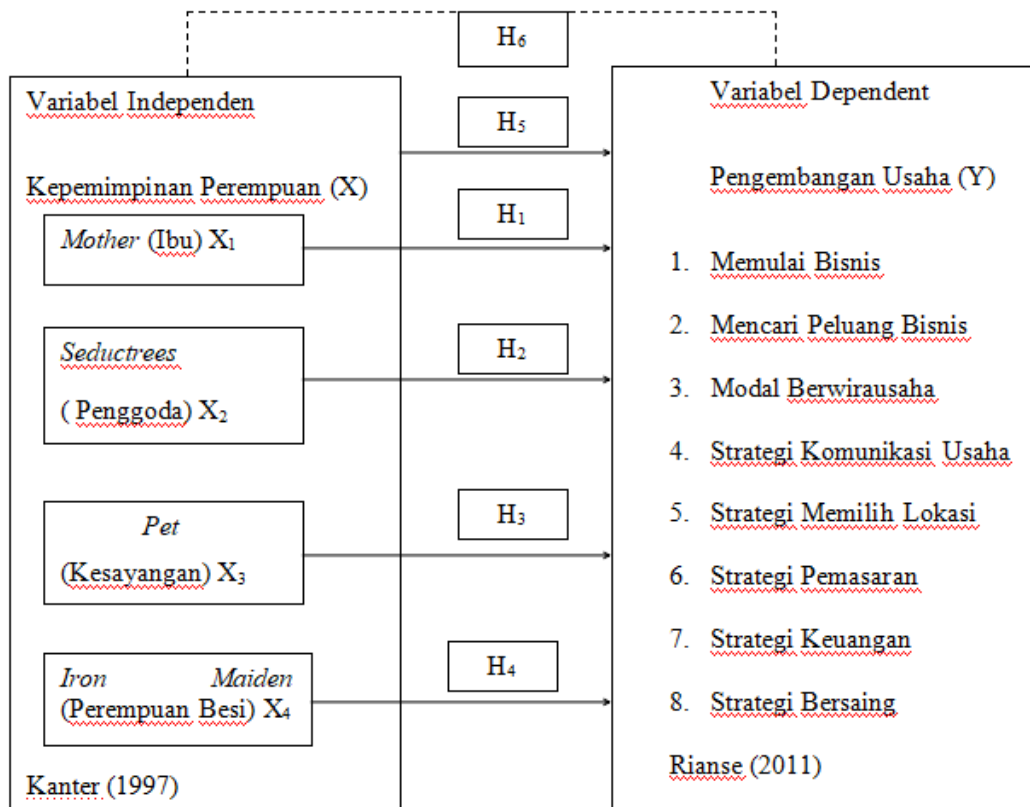 H₆
Variabel Independen
Kepemimpinan Perempuan (X)
Mother (Ibu) X₁
Seductrees
( Penggoda) X₂
Pet
(Kesayangan) X₃
Iron Maiden
(Perempuan Besi) X₄
Kanter (1997)
H₅
H₁
H₂
H₃
H₄
Variabel Dependent
Pengembangan Usaha (Y)
1. Memulai Bisnis
2. Mencari Peluang Bisnis
3. Modal Berwirausaha
4. Strategi Komunikasi Usaha
5. Strategi Memilih Lokasi
6. Strategi Pemasaran
7. Strategi Keuangan
8. Strategi Bersaing
Rianse (2011)